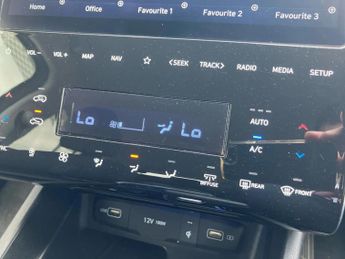 Home Office Favourite 1 Favourite 2 Favourite 3
VOL− VOL+ MAP NAV ☆ <SEEK TRACK> RADIO MEDIA SETUP
AUTO
Lo Lo
A/C
DIFFUSE REAR FRONT
12V 180W